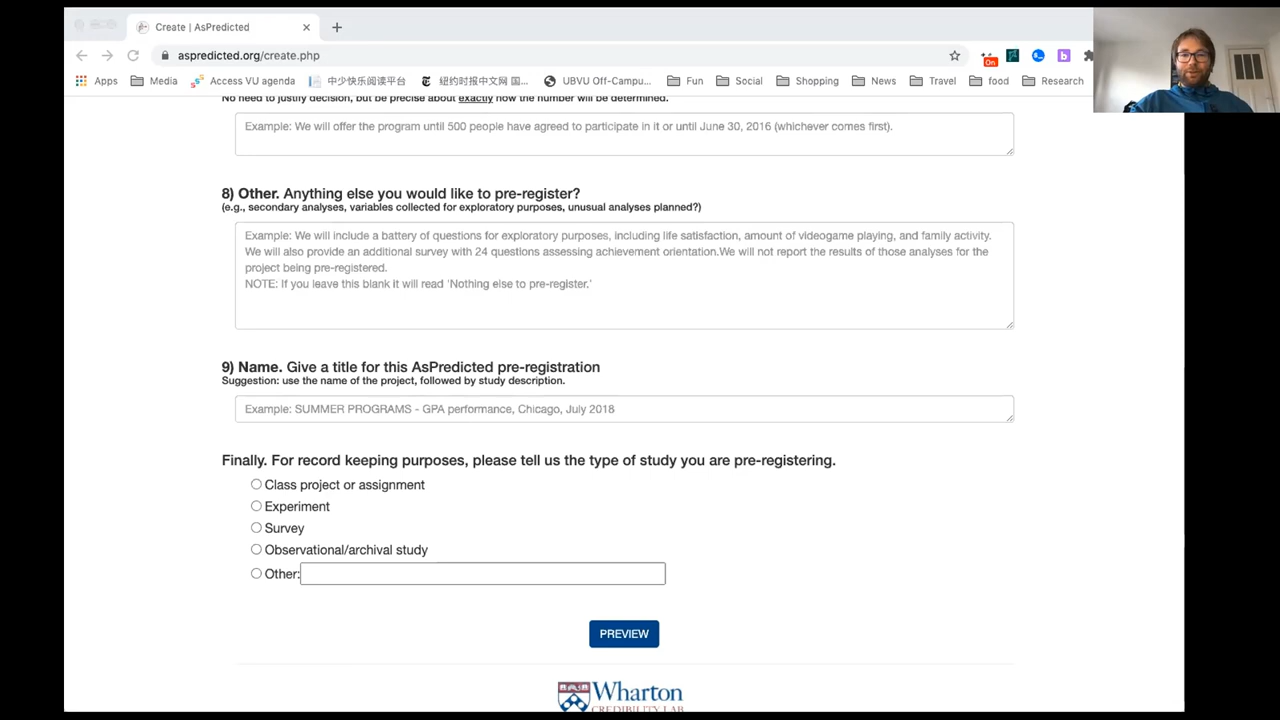 Create | AsPredicted
aspredicted.org/create.php
On
Apps Media Access VU agenda 中少快乐阅读平台 纽约时报中文网 国... UBVU Off-Campu... Fun Social Shopping News Travel food Research
No need to justify decision, but be precise about exactly how the number will be determined.
Example: We will offer the program until 500 people have agreed to participate in it or until June 30, 2016 (whichever comes first).
8) Other. Anything else you would like to pre-register?
(e.g., secondary analyses, variables collected for exploratory purposes, unusual analyses planned?)
Example: We will include a battery of questions for exploratory purposes, including life satisfaction, amount of videogame playing, and family activity.
We will also provide an additional survey with 24 questions assessing achievement orientation.We will not report the results of those analyses for the
project being pre-registered.
NOTE: If you leave this blank it will read 'Nothing else to pre-register.'
9) Name. Give a title for this AsPredicted pre-registration
Suggestion: use the name of the project, followed by study description.
Example: SUMMER PROGRAMS - GPA performance, Chicago, July 2018
Finally. For record keeping purposes, please tell us the type of study you are pre-registering.
Class project or assignment
Experiment
Survey
Observational/archival study
Other:
PREVIEW
Wharton
CREDIBILITY LAB